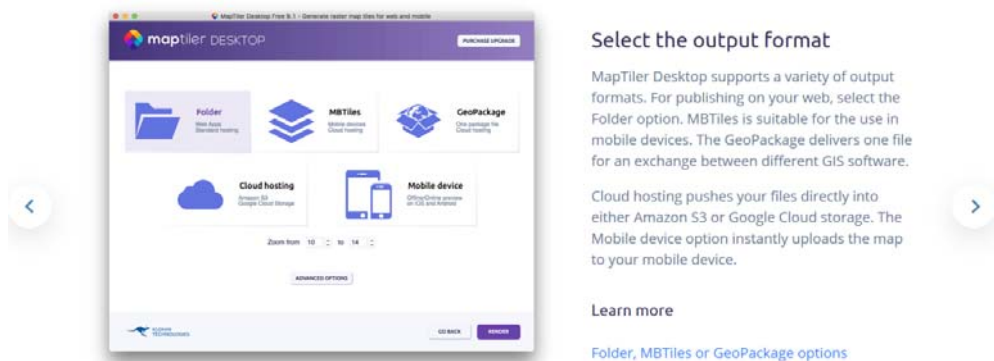 MapTiler Desktop Free 9.1 - Generate raster map tiles for web and mobile
maptiler DESKTOP
PURCHASE UPGRADE
Folder
Web Apps
Standard hosting
MBTiles
Mobile devices
Cloud hosting
GeoPackage
One package file
Cloud hosting
Cloud hosting
Amazon S3
Google Cloud Storage
Mobile device
Offline/Online preview
on iOS and Android
Zoom from 10 to 14
ADVANCED OPTIONS
KLOKAN
TECHNOLOGIES
GO BACK
RENDER
Select the output format
MapTiler Desktop supports a variety of output
formats. For publishing on your web, select the
Folder option. MBTiles is suitable for the use in
mobile devices. The GeoPackage delivers one file
for an exchange between different GIS software.
Cloud hosting pushes your files directly into
either Amazon S3 or Google Cloud storage. The
Mobile device option instantly uploads the map
to your mobile device.
Learn more
Folder, MBTiles or GeoPackage options